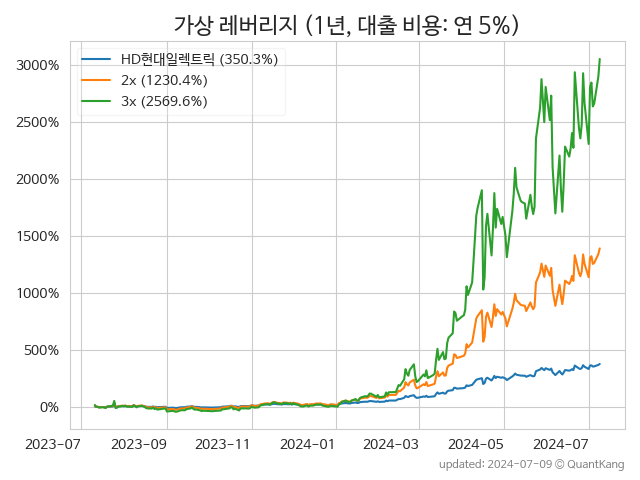 가상 레버리지 (1년, 대출 비용: 연 5%)
HD현대일렉트릭 (350.3%)
2x (1230.4%)
3x (2569.6%)
3000%
2500%
2000%
1500%
1000%
500%
0%
2023-07 2023-09 2023-11 2024-01 2024-03 2024-05 2024-07
updated: 2024-07-09 © QuantKang